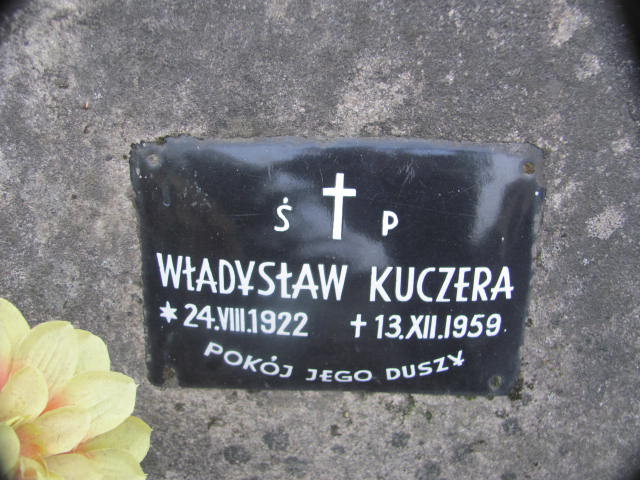 Ś P
WŁADYSŁAW KUCZERA
* 24.VIII.1922 † 13.XII.1959.
POKÓJ JEGO DUSZY